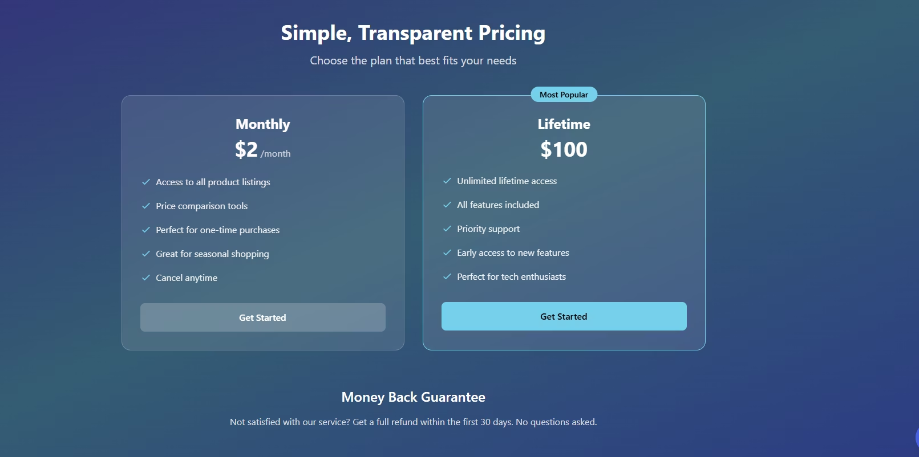 Simple, Transparent Pricing
Choose the plan that best fits your needs
Monthly
$2 /month
Access to all product listings
Price comparison tools
Perfect for one-time purchases
Great for seasonal shopping
Cancel anytime
Get Started
Most Popular
Lifetime
$100
Unlimited lifetime access
All features included
Priority support
Early access to new features
Perfect for tech enthusiasts
Get Started
Money Back Guarantee
Not satisfied with our service? Get a full refund within the first 30 days. No questions asked.